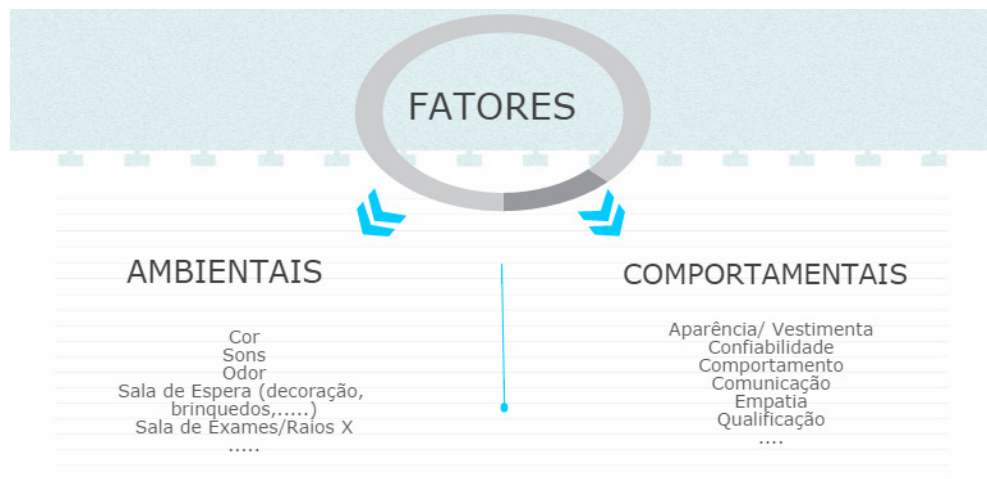 FATORES
AMBIENTAIS
Cor
Sons
Odor
Sala de Espera (decoração,
brinquedos,.....)
Sala de Exames/Raios X
.....
COMPORTAMENTAIS
Aparência/ Vestimenta
Confiabilidade
Comportamento
Comunicação
Empatia
Qualificação
....